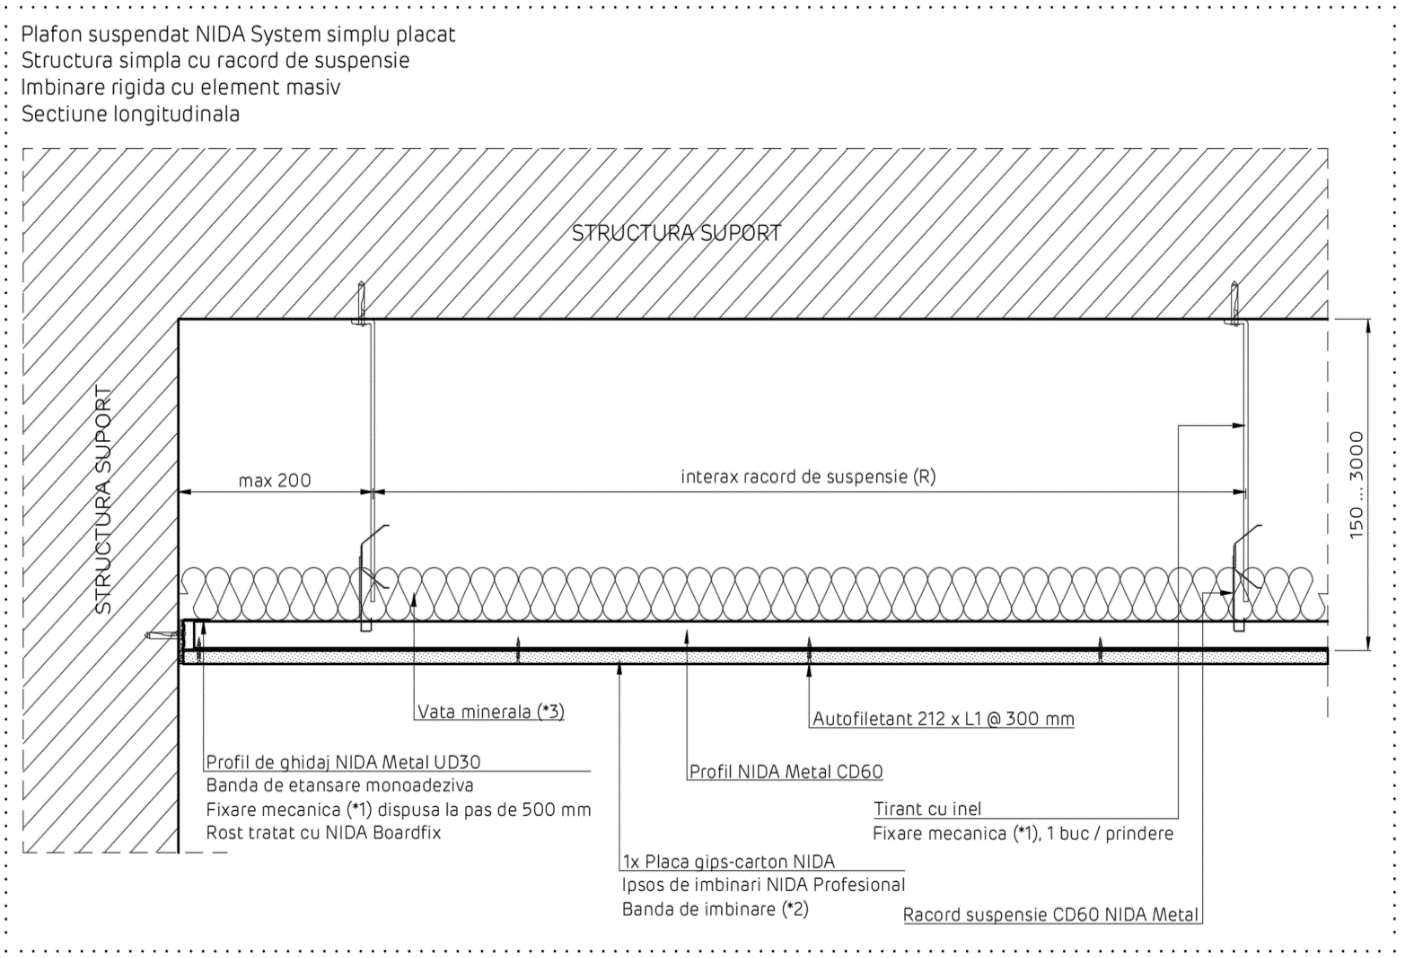 Plafon suspendat NIDA System simplu placat
Structura simpla cu racord de suspensie
Imbinare rigida cu element masiv
Sectiune longitudinala
STRUCTURA SUPORT
STRUCTURA SUPORT
max 200
interax racord de suspensie (R)
150 ... 3000
Vata minerala (*3)
Autofiletant 212 x L1 @ 300 mm
Profil de ghidaj NIDA Metal UD30
Banda de etansare monoadeziva
Fixare mecanica (*1) dispusa la pas de 500 mm
Rost tratat cu NIDA Boardfix
Profil NIDA Metal CD60
Tirant cu inel
Fixare mecanica (*1), 1 buc / prindere
1x Placa gips-carton NIDA
Ipsos de imbinari NIDA Profesional
Banda de imbinare (*2)
Racord suspensie CD60 NIDA Metal